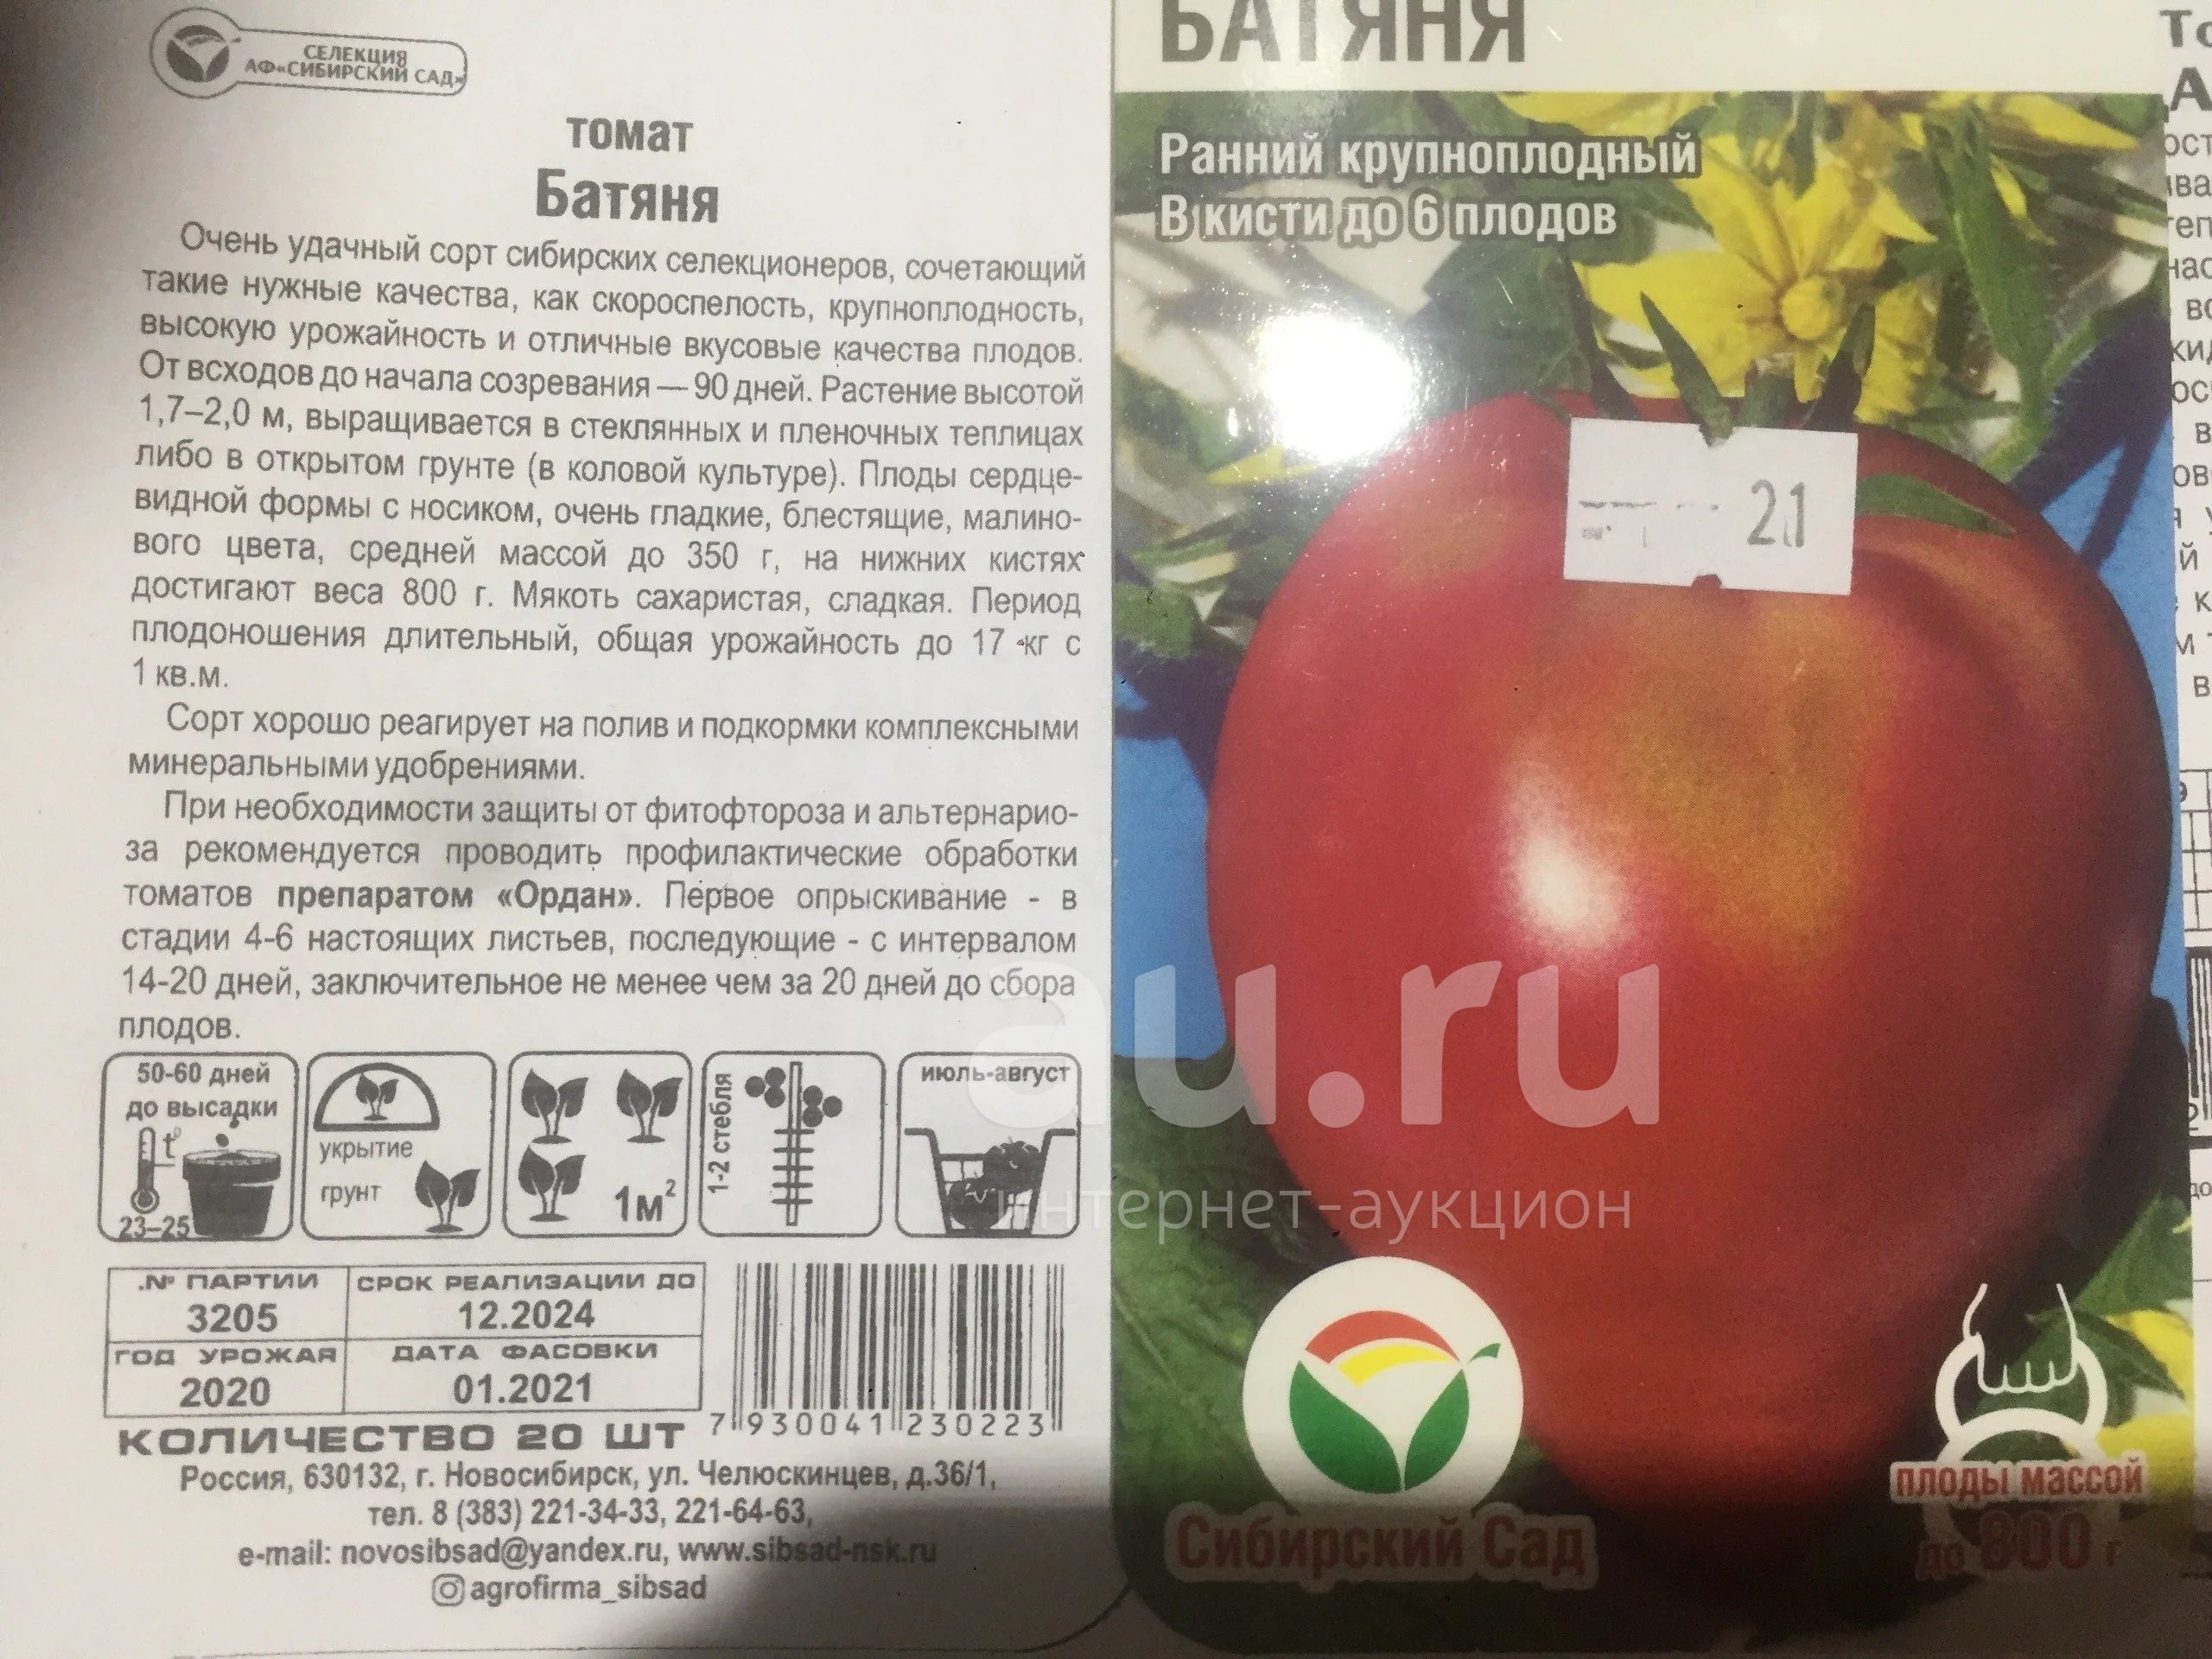 СЕЛЕКЦИЯ
АФ«СИБИРСКИЙ САД»
томат
Батяня
Очень удачный сорт сибирских селекционеров, сочетающий
такие нужные качества, как скороспелость, крупноплодность,
высокую урожайность и отличные вкусовые качества плодов.
От всходов до начала созревания — 90 дней. Растение высотой
1,7–2,0 м, выращивается в стеклянных и пленочных теплицах
либо в открытом грунте (в коловой культуре). Плоды сердце-
видной формы с носиком, очень гладкие, блестящие, малино-
вого цвета, средней массой до 350 г, на нижних кистях
достигают веса 800 г. Мякоть сахаристая, сладкая. Период
плодоношения длительный, общая урожайность до 17 кг с
1 кв.м.
Сорт хорошо реагирует на полив и подкормки комплексными
минеральными удобрениями.
При необходимости защиты от фитофтороза и альтернарио-
за рекомендуется проводить профилактические обработки
томатов препаратом «Ордан». Первое опрыскивание - в
стадии 4-6 настоящих листьев, последующие - с интервалом
14-20 дней, заключительное не менее чем за 20 дней до сбора
плодов.
50-60 дней
до высадки
t°
23–25
укрытие
грунт
1м²
1-2 стебля
июль-август
№ ПАРТИИ
3205
СРОК РЕАЛИЗАЦИИ ДО
12.2024
ГОД УРОЖАЯ
2020
ДАТА ФАСОВКИ
01.2021
7 930041 230223
КОЛИЧЕСТВО 20 ШТ
Россия, 630132, г. Новосибирск, ул. Челюскинцев, д.36/1,
тел. 8 (383) 221-34-33, 221-64-63,
e-mail: novosibsad@yandex.ru, www.sibsad-nsk.ru
agrofirma_sibsad
БАТЯНЯ
Ранний крупноплодный
В кисти до 6 плодов
21
au.ru
интернет-аукцион
Сибирский Сад
плоды массой
до 800 г